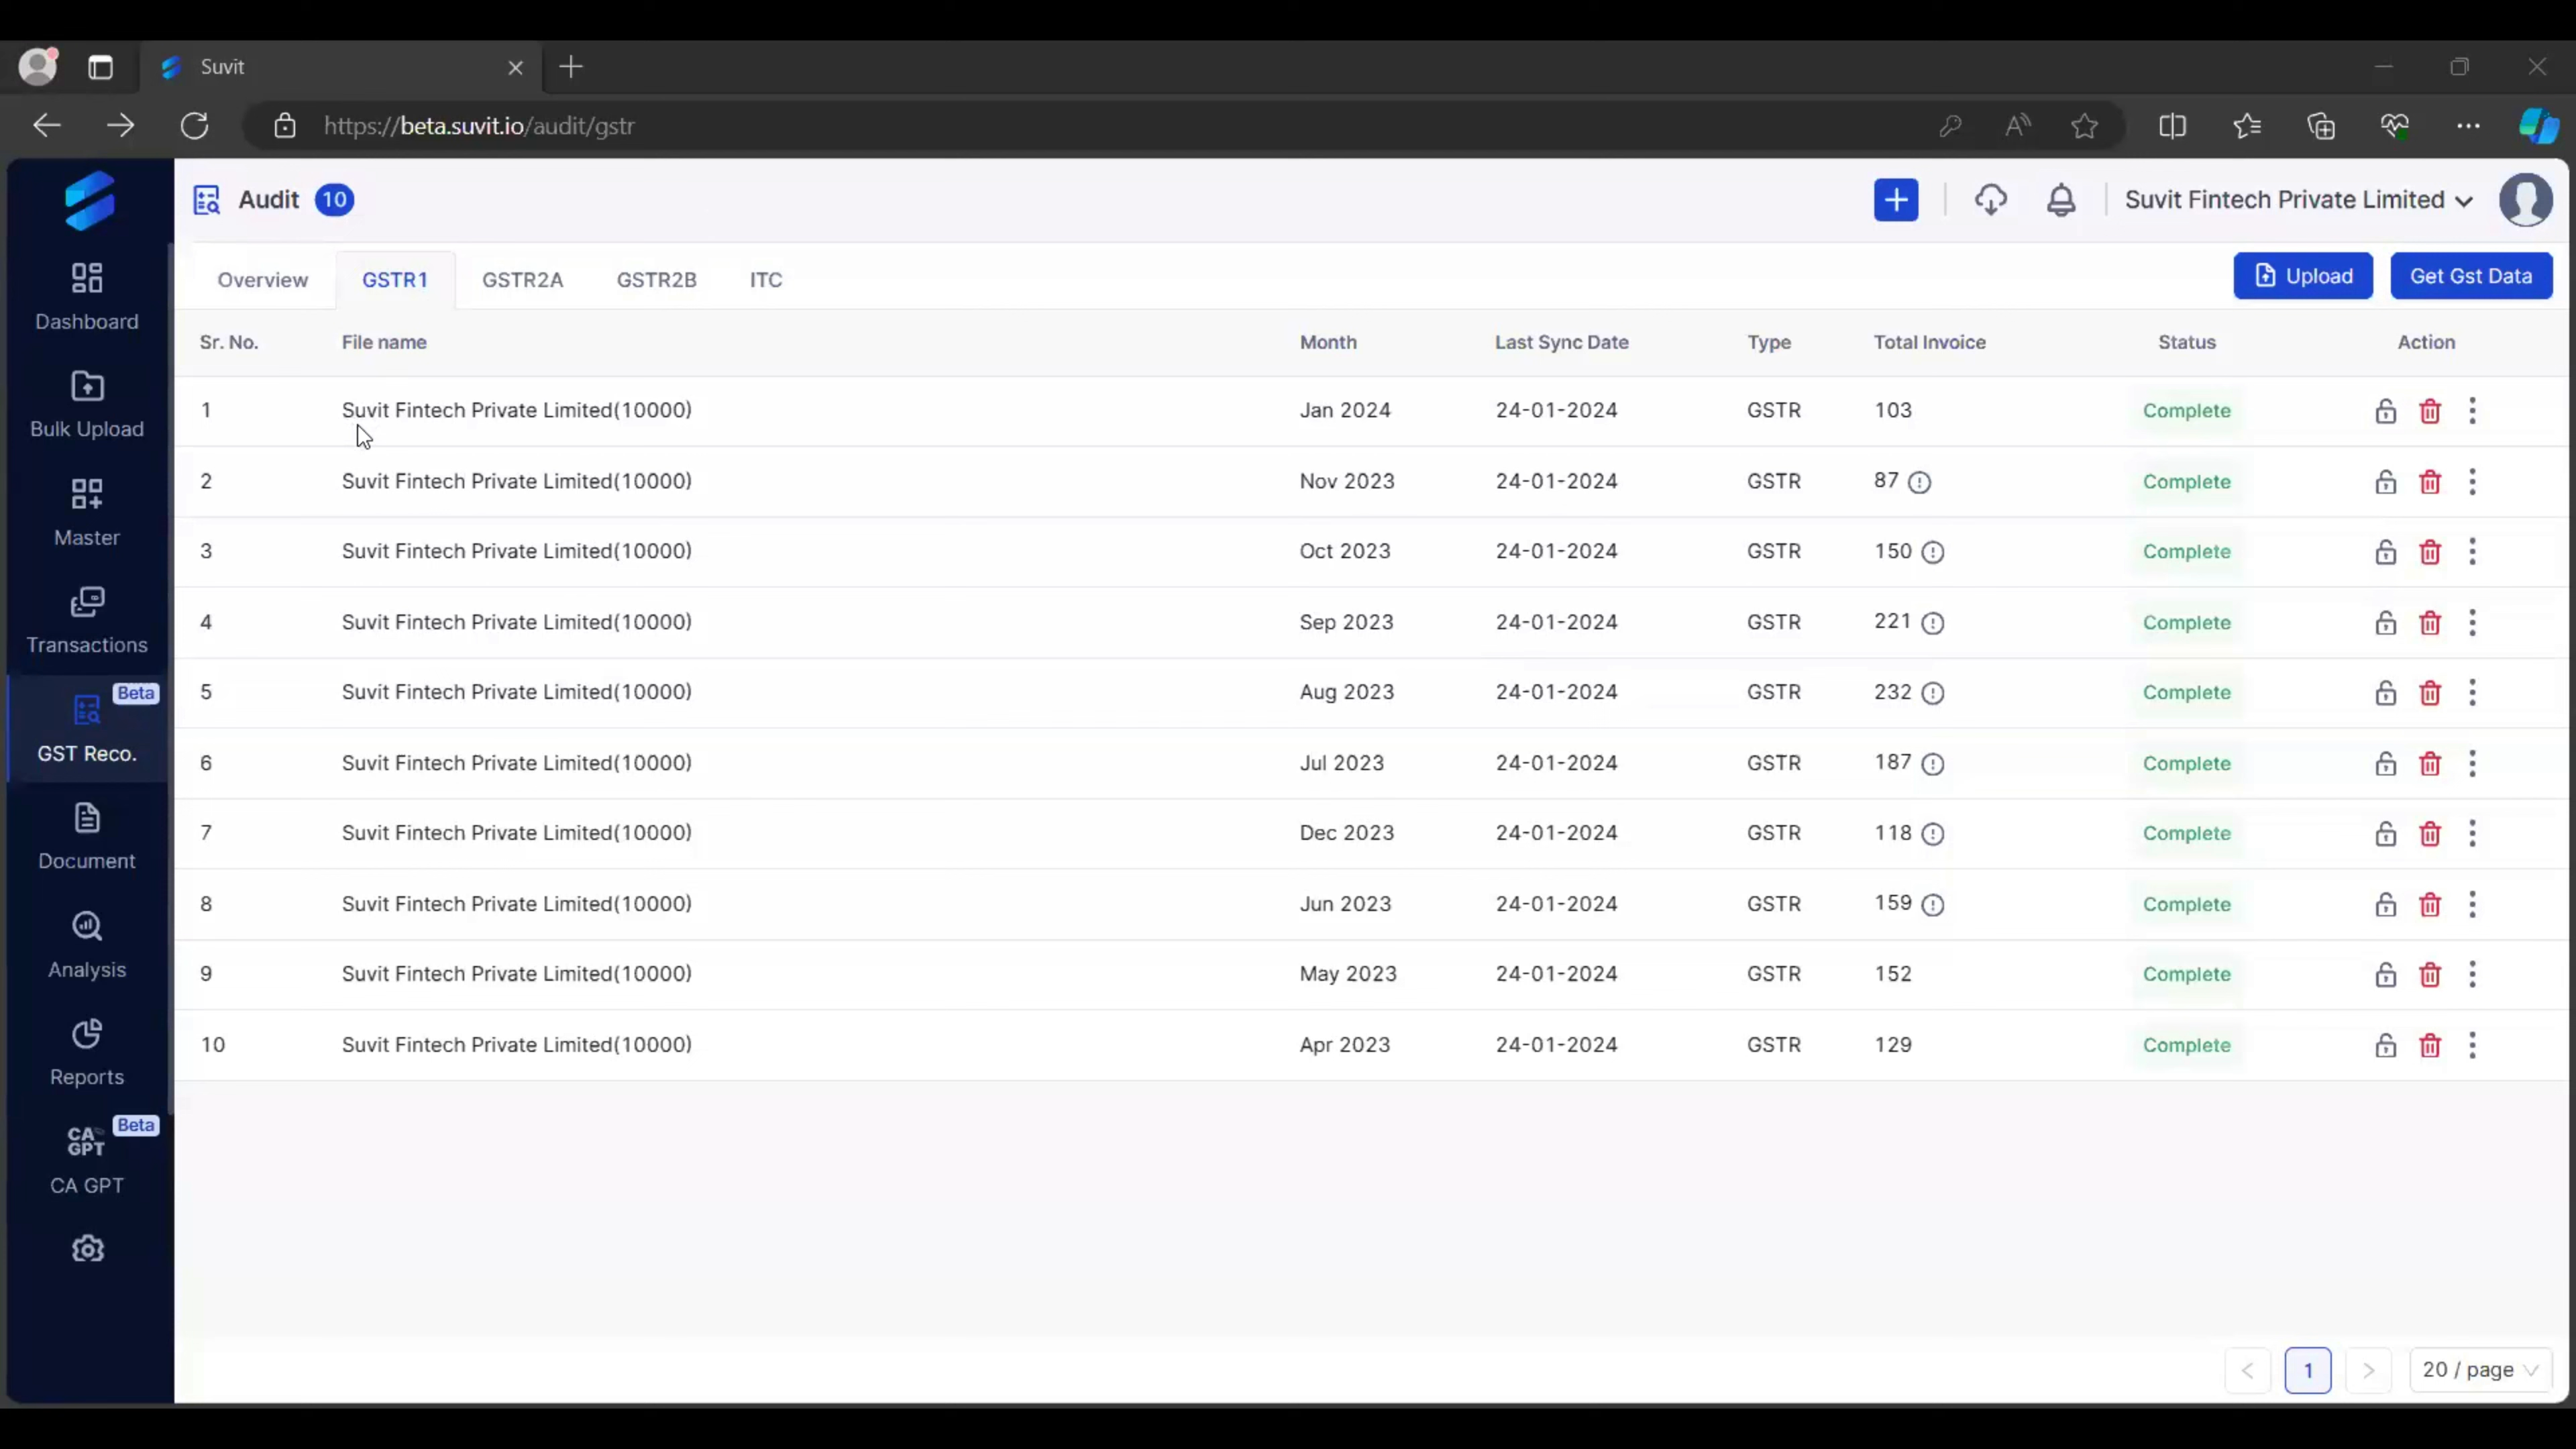 Suvit
https://beta.suvit.io/audit/gstr
Audit 10
Suvit Fintech Private Limited
Overview GSTR1 GSTR2A GSTR2B ITC Upload Get Gst Data
Sr. No. File name Month Last Sync Date Type Total Invoice Status Action
1 Suvit Fintech Private Limited(10000) Jan 2024 24-01-2024 GSTR 103 Complete
2 Suvit Fintech Private Limited(10000) Nov 2023 24-01-2024 GSTR 87 Complete
3 Suvit Fintech Private Limited(10000) Oct 2023 24-01-2024 GSTR 150 Complete
4 Suvit Fintech Private Limited(10000) Sep 2023 24-01-2024 GSTR 221 Complete
5 Suvit Fintech Private Limited(10000) Aug 2023 24-01-2024 GSTR 232 Complete
6 Suvit Fintech Private Limited(10000) Jul 2023 24-01-2024 GSTR 187 Complete
7 Suvit Fintech Private Limited(10000) Dec 2023 24-01-2024 GSTR 118 Complete
8 Suvit Fintech Private Limited(10000) Jun 2023 24-01-2024 GSTR 159 Complete
9 Suvit Fintech Private Limited(10000) May 2023 24-01-2024 GSTR 152 Complete
10 Suvit Fintech Private Limited(10000) Apr 2023 24-01-2024 GSTR 129 Complete
Dashboard
Bulk Upload
Master
Transactions
Beta
GST Reco.
Document
Analysis
Reports
Beta
CA
GPT
CA GPT
1 20 / page